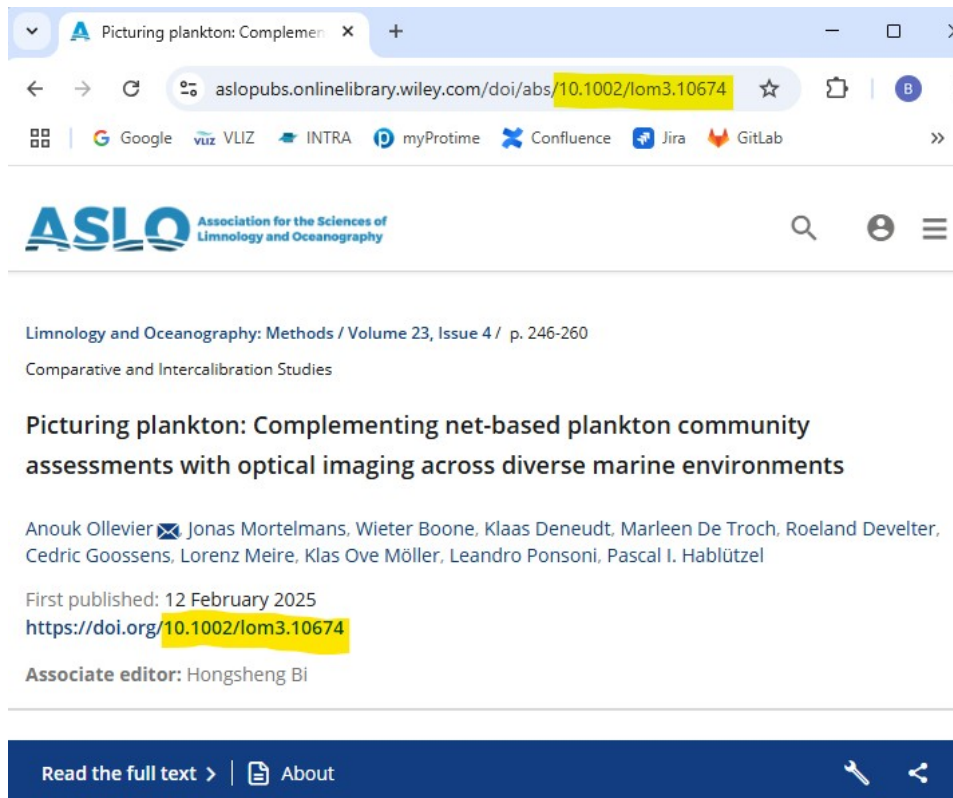 Picturing plankton: Complemen
aslopubs.onlinelibrary.wiley.com/doi/abs/10.1002/lom3.10674
B
Google VLIZ VLIZ INTRA myProtime Confluence Jira GitLab
ASLO Association for the Sciences of
Limnology and Oceanography
Limnology and Oceanography: Methods / Volume 23, Issue 4 / p. 246-260
Comparative and Intercalibration Studies
Picturing plankton: Complementing net-based plankton community
assessments with optical imaging across diverse marine environments
Anouk Ollevier, Jonas Mortelmans, Wieter Boone, Klaas Deneudt, Marleen De Troch, Roeland Develter,
Cedric Goossens, Lorenz Meire, Klas Ove Möller, Leandro Ponsoni, Pascal I. Hablützel
First published: 12 February 2025
https://doi.org/10.1002/lom3.10674
Associate editor: Hongsheng Bi
Read the full text > About